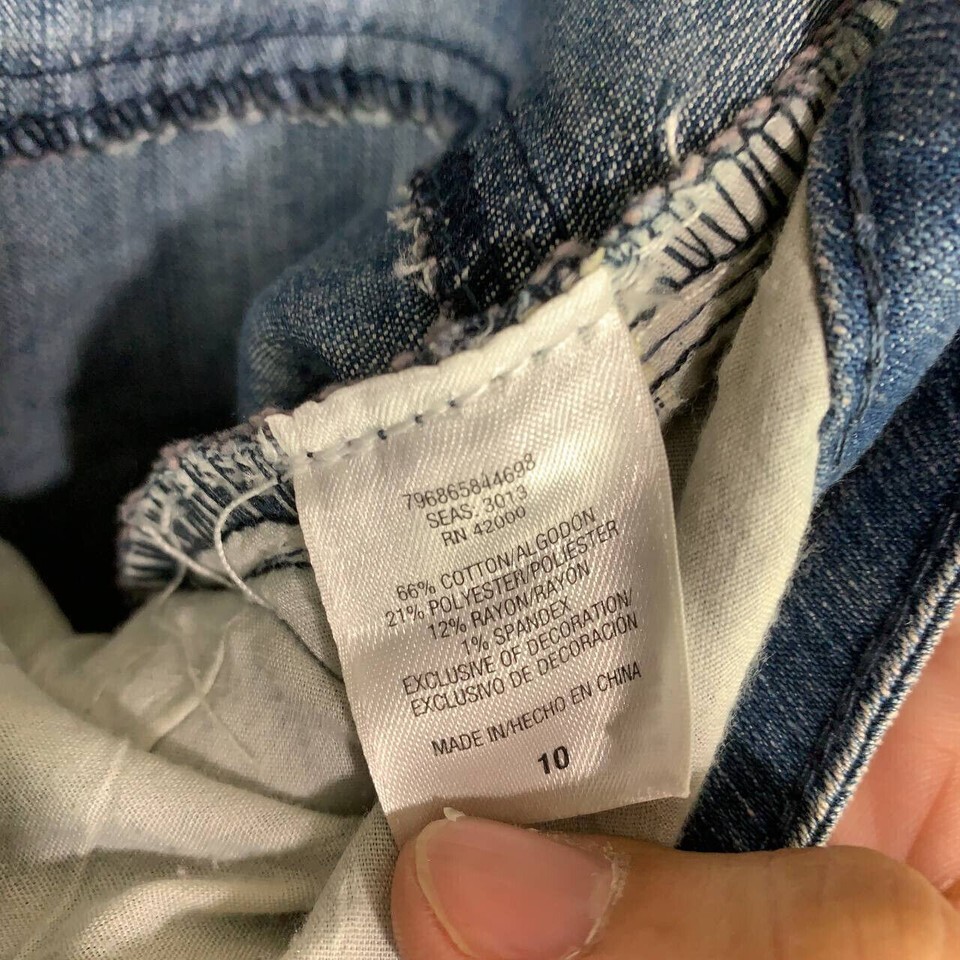 796865844698
SEAS. 3013
RN 42000
66% COTTON/ALGODON
21% POLYESTER/POLIESTER
12% RAYON/RAYON
1% SPANDEX
EXCLUSIVE OF DECORATION/
EXCLUSIVO DE DECORACIÓN
MADE IN/HECHO EN CHINA
10